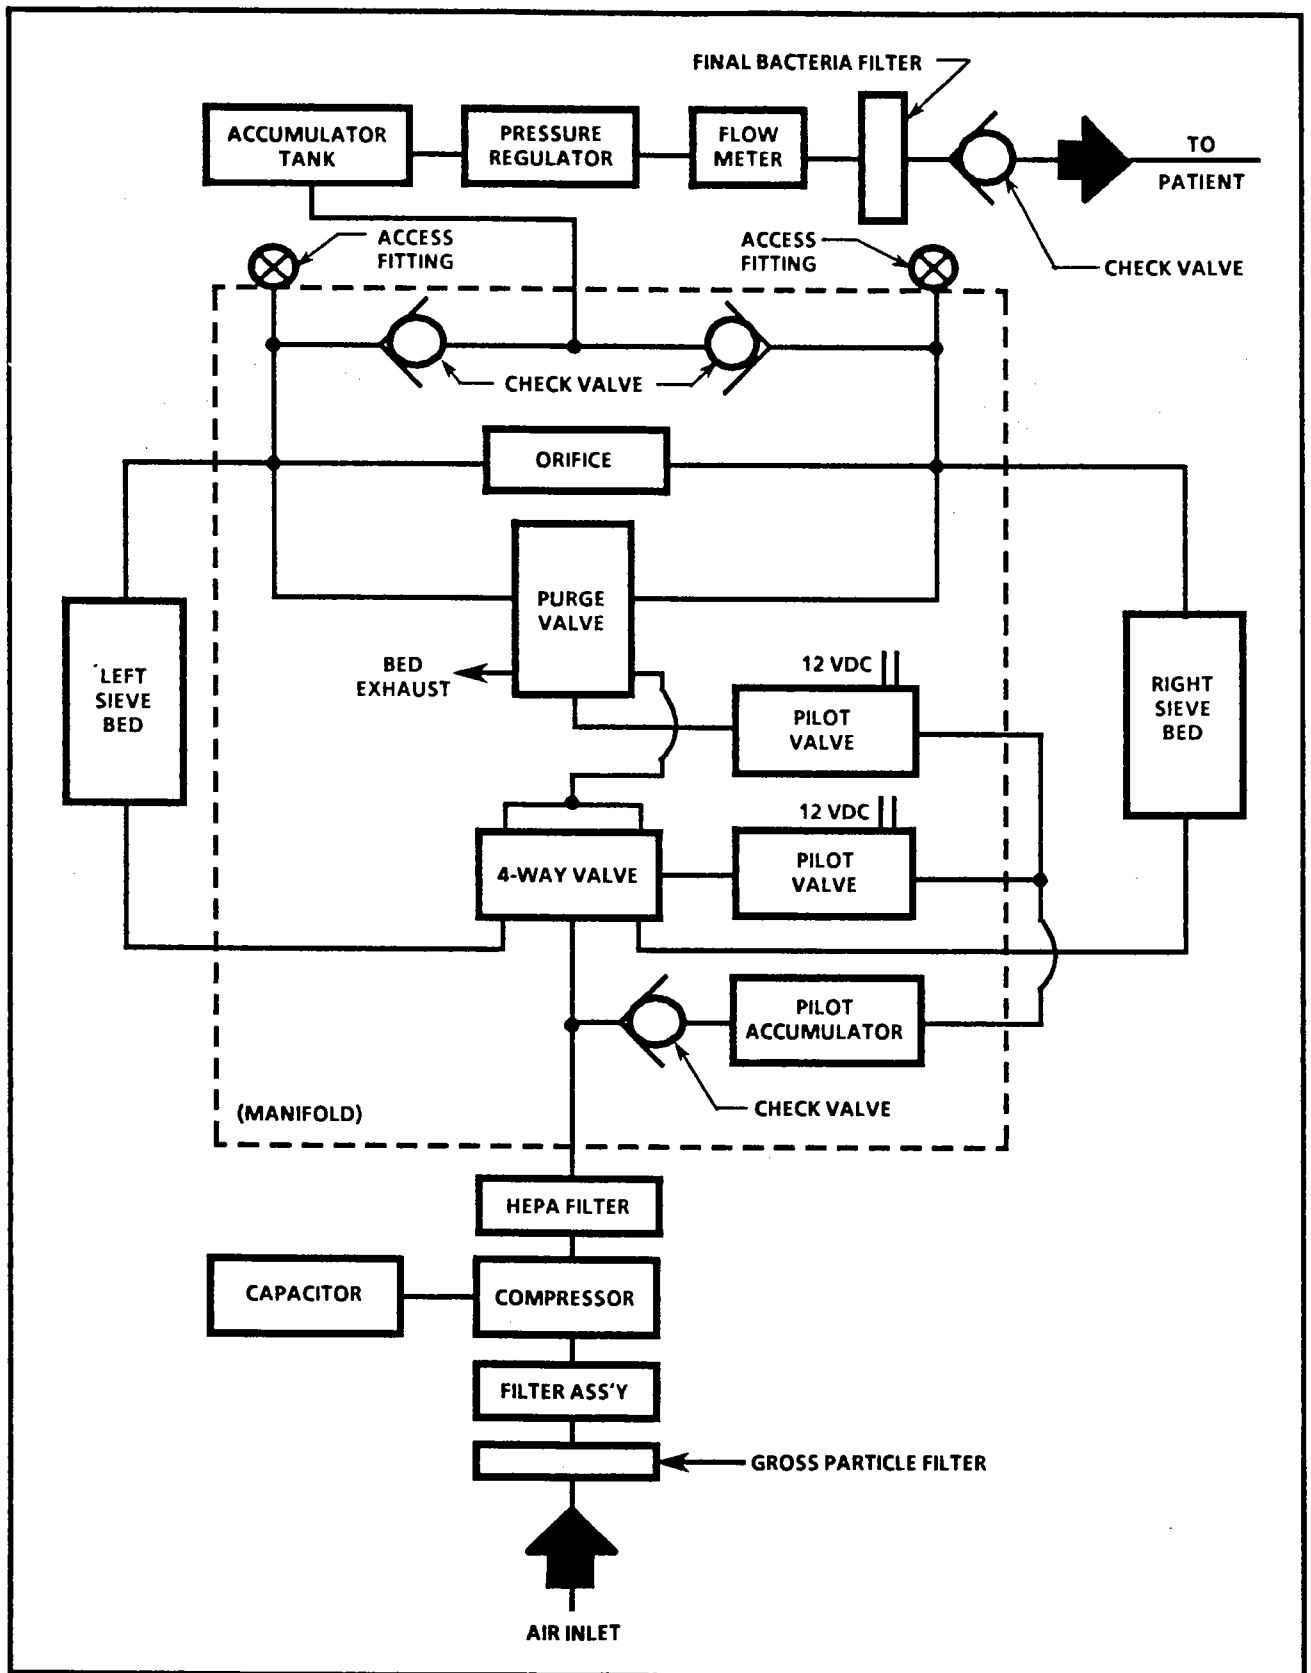 FINAL BACTERIA FILTER
ACCUMULATOR
TANK
PRESSURE
REGULATOR
FLOW
METER
TO
PATIENT
ACCESS
FITTING
ACCESS
FITTING
CHECK VALVE
CHECK VALVE
ORIFICE
PURGE
VALVE
LEFT
SIEVE
BED
BED
EXHAUST
12 VDC
PILOT
VALVE
RIGHT
SIEVE
BED
12 VDC
4-WAY VALVE
PILOT
VALVE
PILOT
ACCUMULATOR
(MANIFOLD)
CHECK VALVE
HEPA FILTER
CAPACITOR
COMPRESSOR
FILTER ASS'Y
GROSS PARTICLE FILTER
AIR INLET